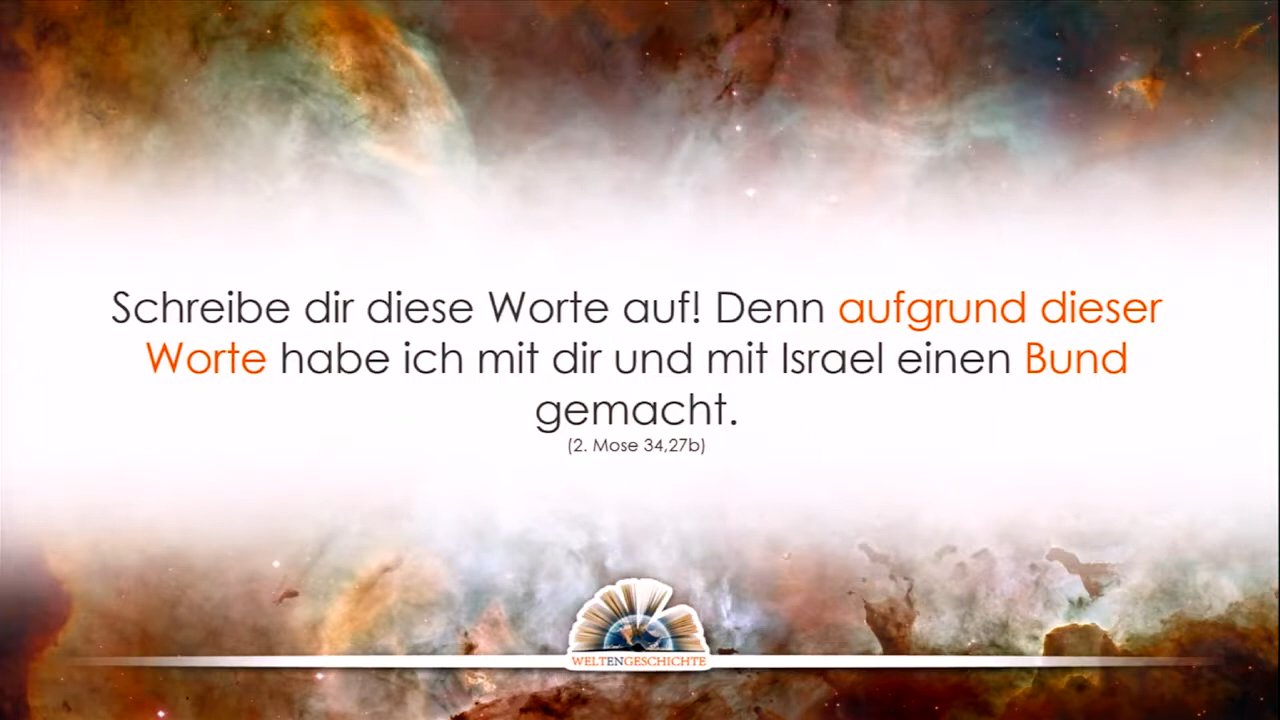 Schreibe dir diese Worte auf! Denn aufgrund dieser
Worte habe ich mit dir und mit Israel einen Bund
gemacht.
(2. Mose 34,27b)
WELTENGESCHICHTE